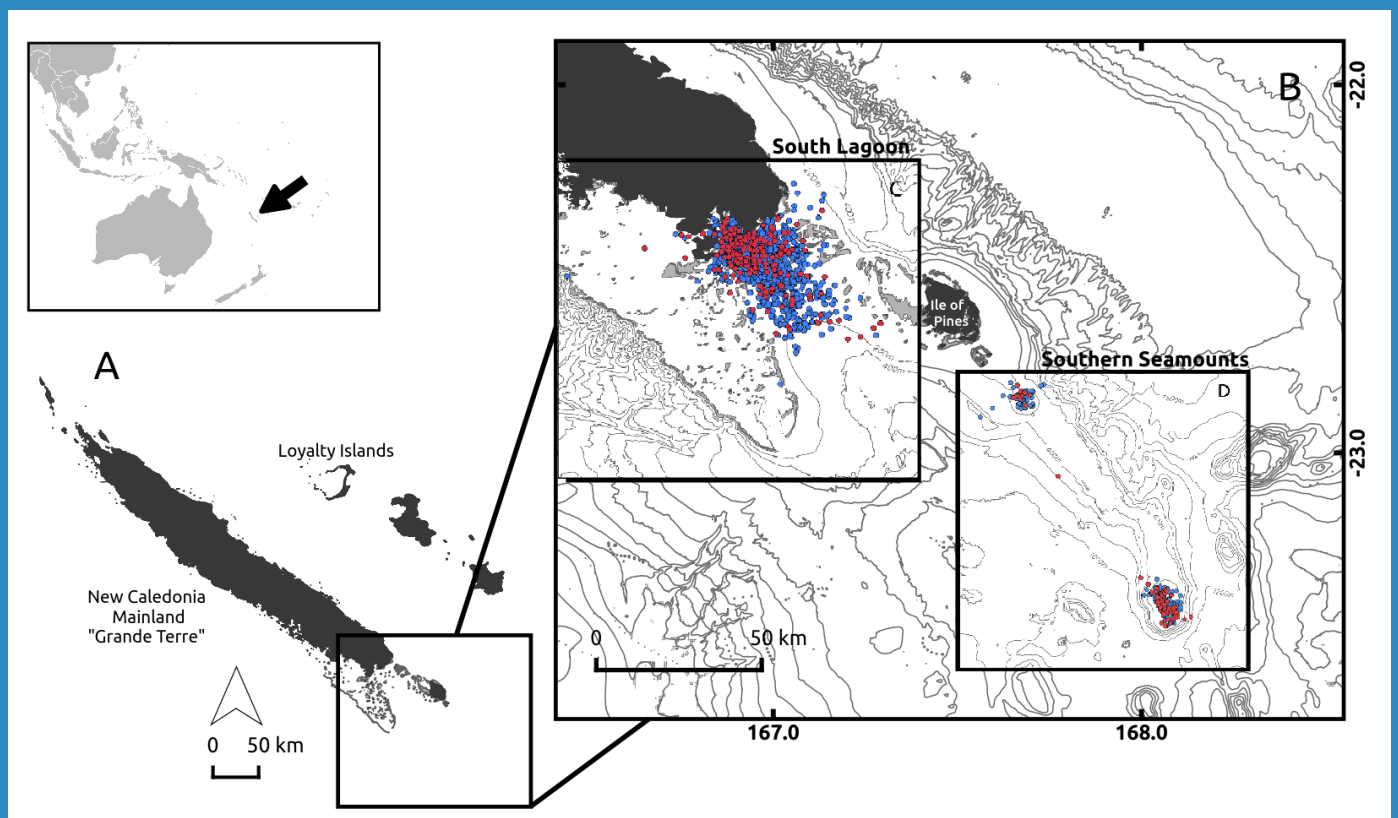 A
Loyalty Islands
New Caledonia
Mainland
"Grande Terre"
0 50 km
B
South Lagoon
C
Ile of
Pines
400m
Southern Seamounts
D
0 50 km
-22.0
-23.0
167.0 168.0